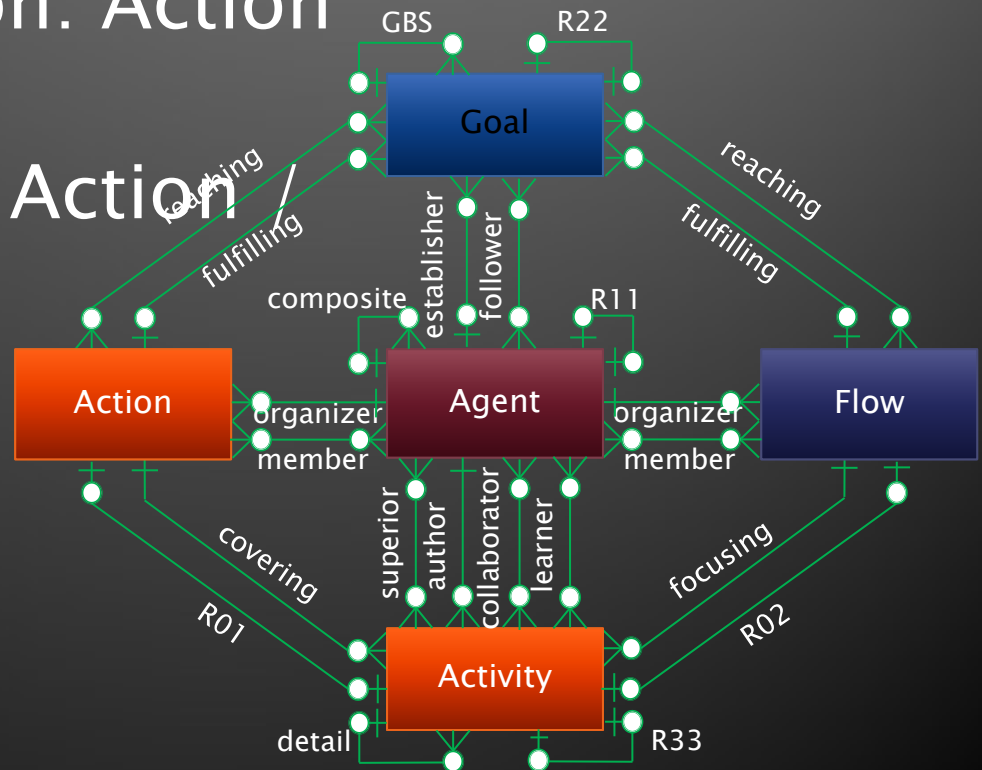 on: Action
GBS
R22
Goal
Action /
reaching
fulfilling
reaching
fulfilling
establisher
follower
composite
R11
Action
Agent
Flow
organizer
member
organizer
member
superior
author
collaborator
learner
covering
R01
focusing
R02
Activity
detail
R33